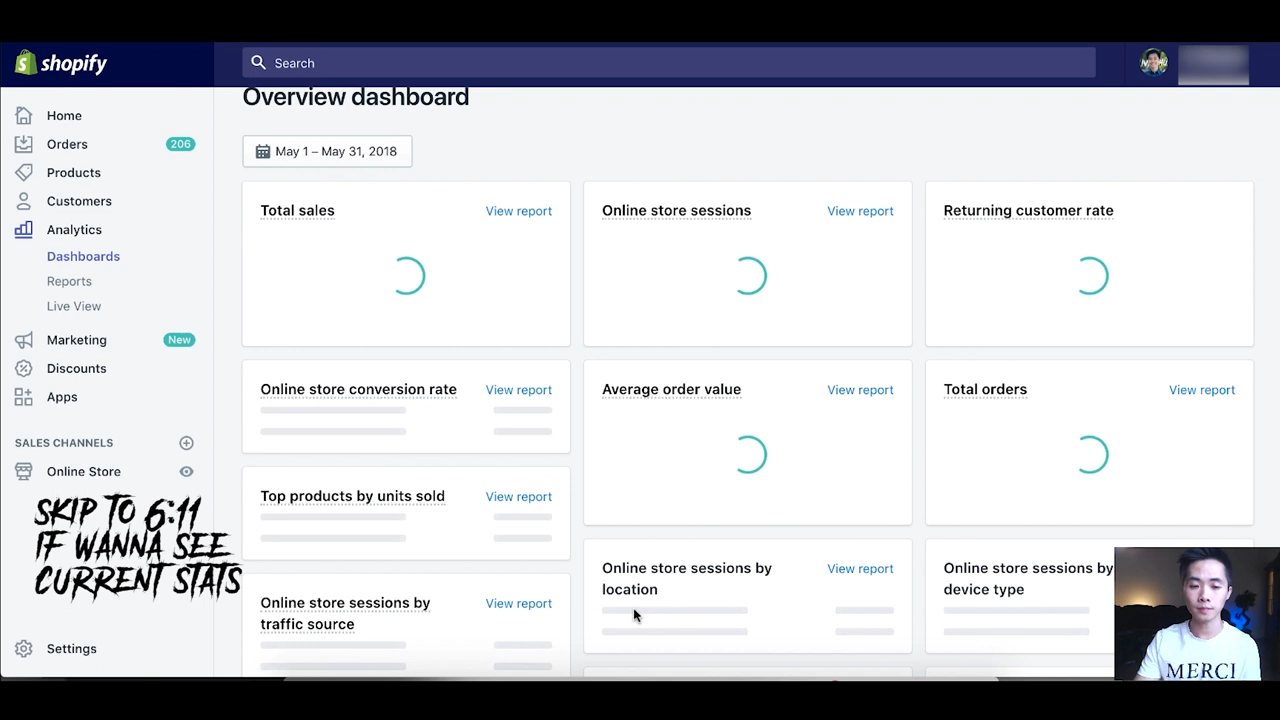 shopify
Search
Overview dashboard
May 1 – May 31, 2018
Home
Orders 206
Products
Customers
Analytics
Dashboards
Reports
Live View
Marketing New
Discounts
Apps
SALES CHANNELS
Online Store
SKIP TO 6:11
IF WANNA SEE
CURRENT STATS
Settings
Total sales View report
Online store sessions View report
Returning customer rate
Online store conversion rate View report
Average order value View report
Total orders View report
Top products by units sold View report
Online store sessions by
location
View report
Online store sessions by
device type
Online store sessions by
traffic source
View report
MERCI